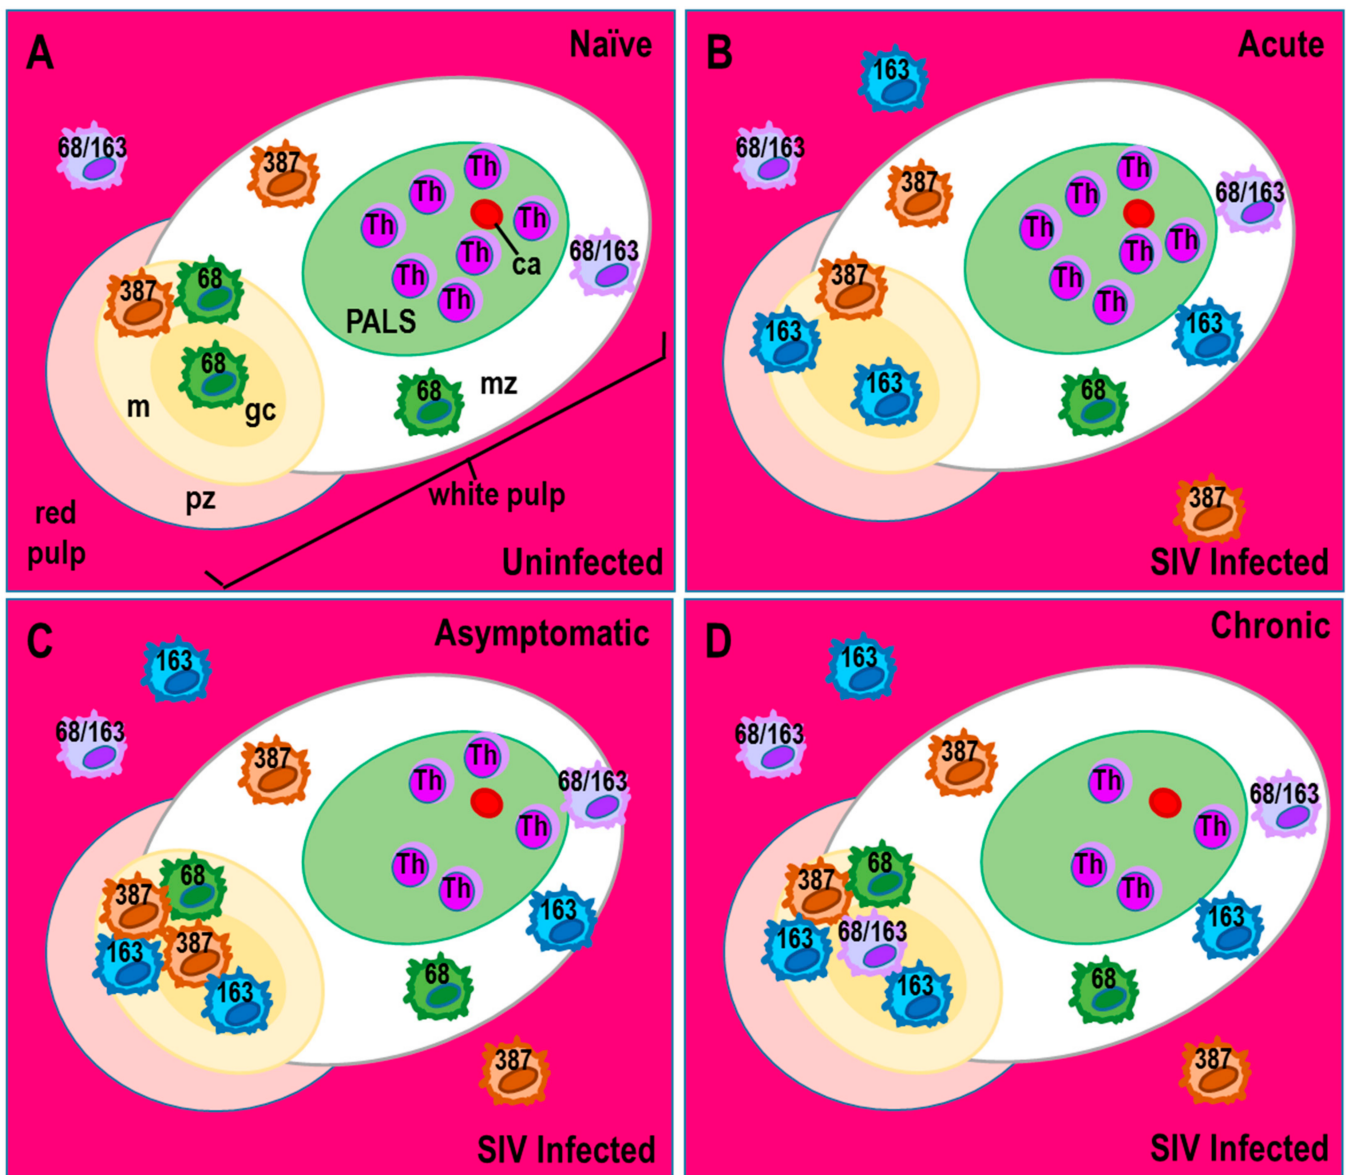 A
Naïve
68/163
387
Th
Th
Th
Th
Th
ca
68/163
387
68
Th
Th
PALS
68
m
gc
68
mz
pz
white pulp
red
pulp
Uninfected
B
Acute
163
68/163
387
Th
Th
68/163
Th
Th
Th
387
Th
Th
163
163
163
68
387
SIV Infected
C
Asymptomatic
163
68/163
387
Th
Th
68/163
Th
68
387
Th
Th
163
387
163
163
68
387
SIV Infected
D
Chronic
163
68/163
387
Th
68/163
Th
68
387
Th
Th
163
68/163
163
163
68
387
SIV Infected